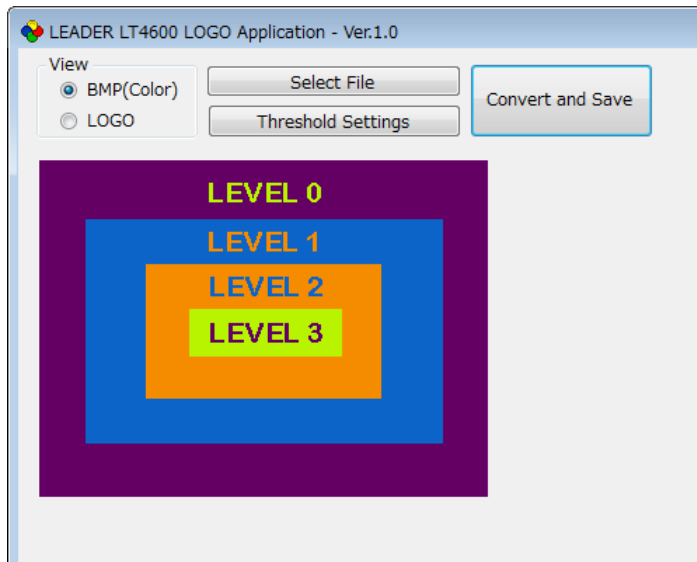 LEADER LT4600 LOGO Application - Ver.1.0
View
BMP(Color)
LOGO
Select File
Threshold Settings
Convert and Save
LEVEL 0
LEVEL 1
LEVEL 2
LEVEL 3